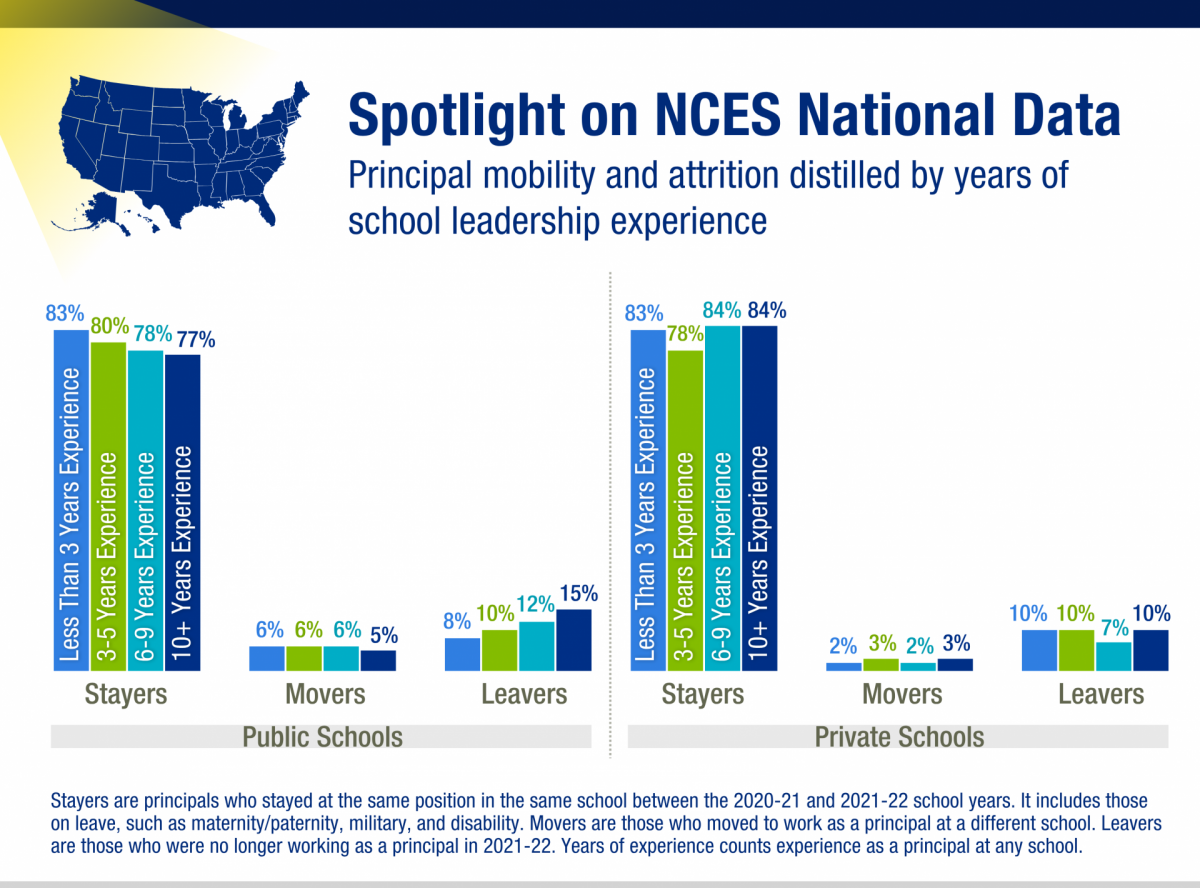 Spotlight on NCES National Data
Principal mobility and attrition distilled by years of
school leadership experience
83%
80%
78%
77%
Less Than 3 Years Experience
3-5 Years Experience
6-9 Years Experience
10+ Years Experience
6%
6%
6%
5%
8%
10%
12%
15%
Stayers
Movers
Leavers
Public Schools
83%
78%
84%
84%
Less Than 3 Years Experience
3-5 Years Experience
6-9 Years Experience
10+ Years Experience
2%
3%
2%
3%
10%
10%
7%
10%
Stayers
Movers
Leavers
Private Schools
Stayers are principals who stayed at the same position in the same school between the 2020-21 and 2021-22 school years. It includes those
on leave, such as maternity/paternity, military, and disability. Movers are those who moved to work as a principal at a different school. Leavers
are those who were no longer working as a principal in 2021-22. Years of experience counts experience as a principal at any school.